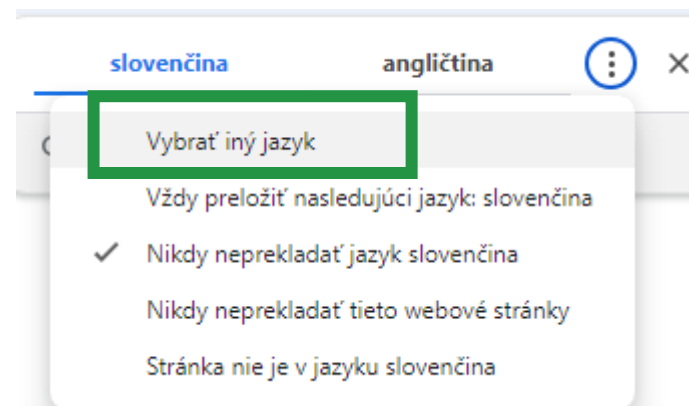 slovenčina angličtina
Vybrať iný jazyk
Vždy preložiť nasledujúci jazyk: slovenčina
Nikdy neprekladať jazyk slovenčina
Nikdy neprekladať tieto webové stránky
Stránka nie je v jazyku slovenčina